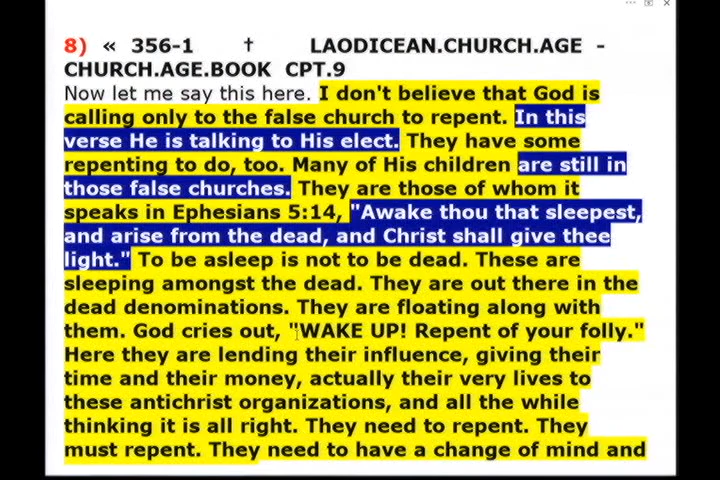 8) « 356-1 † LAODICEAN.CHURCH.AGE -
CHURCH.AGE.BOOK CPT.9
Now let me say this here. I don't believe that God is
calling only to the false church to repent. In this
verse He is talking to His elect. They have some
repenting to do, too. Many of His children are still in
those false churches. They are those of whom it
speaks in Ephesians 5:14, "Awake thou that sleepest,
and arise from the dead, and Christ shall give thee
light." To be asleep is not to be dead. These are
sleeping amongst the dead. They are out there in the
dead denominations. They are floating along with
them. God cries out, "WAKE UP! Repent of your folly."
Here they are lending their influence, giving their
time and their money, actually their very lives to
these antichrist organizations, and all the while
thinking it is all right. They need to repent. They
must repent. They need to have a change of mind and